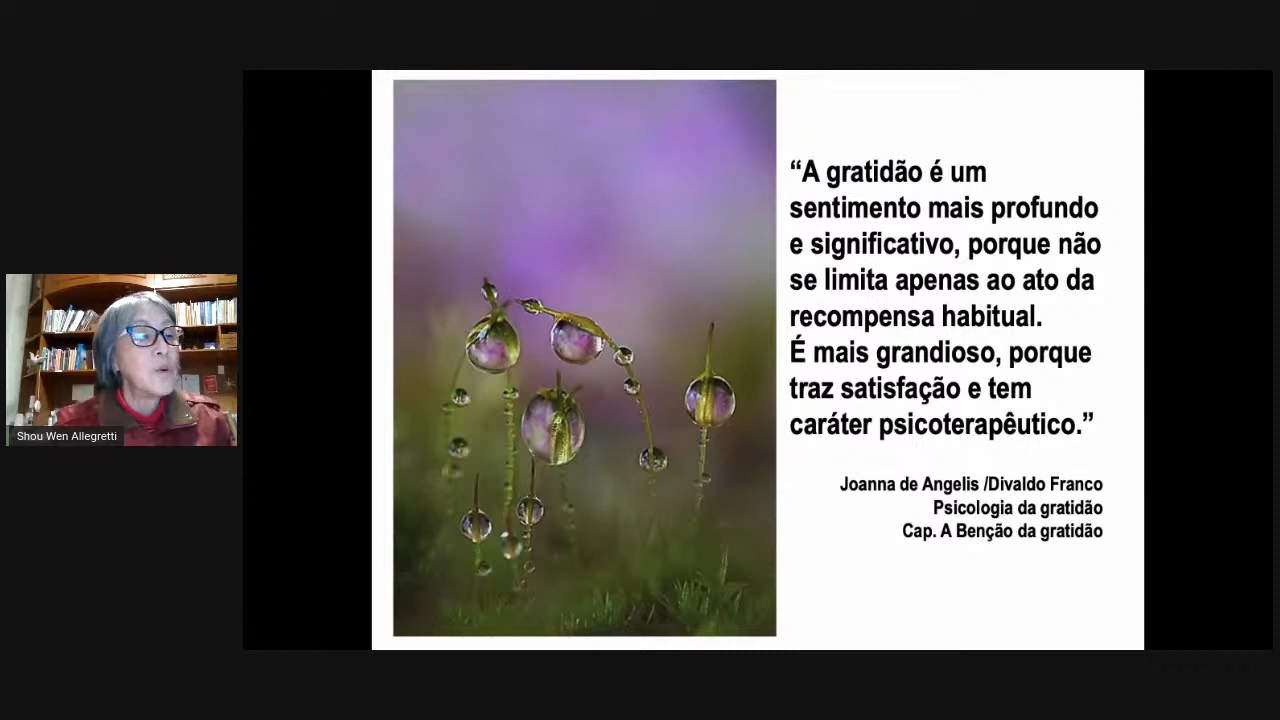 “A gratidão é um
sentimento mais profundo
e significativo, porque não
se limita apenas ao ato da
recompensa habitual.
É mais grandioso, porque
traz satisfação e tem
caráter psicoterapêutico.”
Joanna de Angelis /Divaldo Franco
Psicologia da gratidão
Cap. A Benção da gratidão
Shou Wen Allegretti